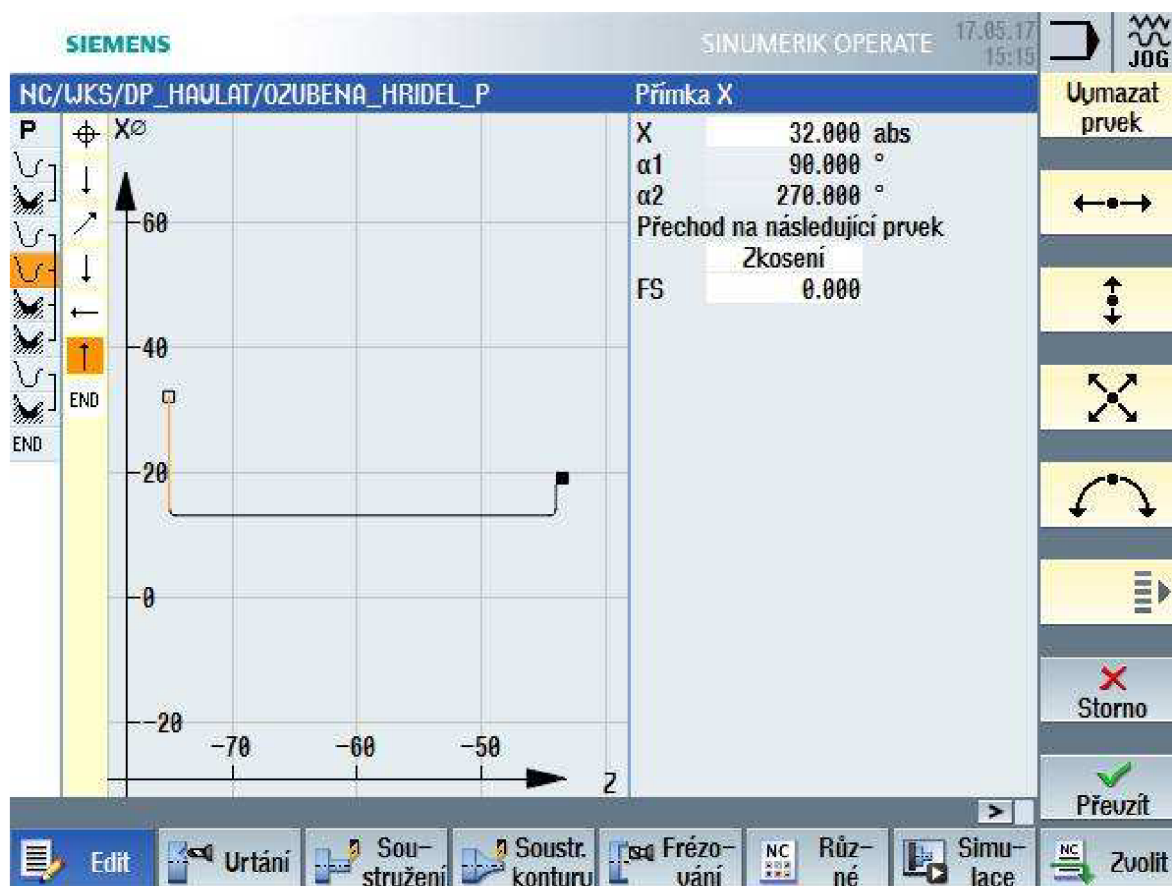 SIEMENS
SINUMERIK OPERATE
17.05.17
15:15
JOG
NC/WKS/DP_HAVLAT/OZUBENA_HRIDEL_P
Přímka X
P
END
END
X∅
60
40
20
0
-20
-70
-60
-50
Z
X 32.000 abs
α1 90.000 °
α2 270.000 °
Přechod na následující prvek
Zkosení
FS 0.000
Vymazat
prvek
Storno
Převzít
>
Edit
Vrtání
Sou-
stružení
Soustr.
konturu
Frézo-
vání
NC
Růz-
né
Simu-
lace
NC
Zvolit